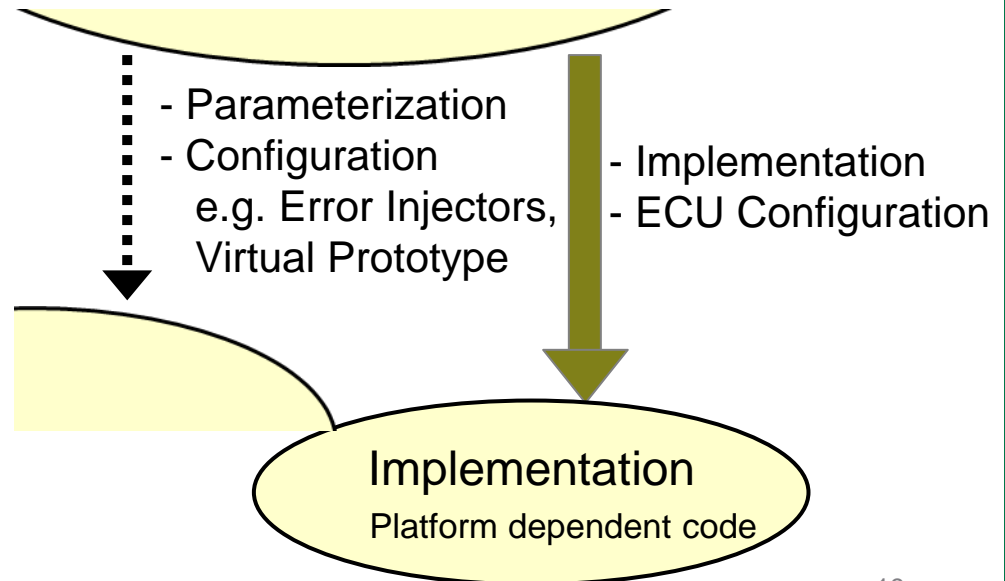 - Parameterization
- Configuration
e.g. Error Injectors,
Virtual Prototype
- Implementation
- ECU Configuration
Implementation
Platform dependent code